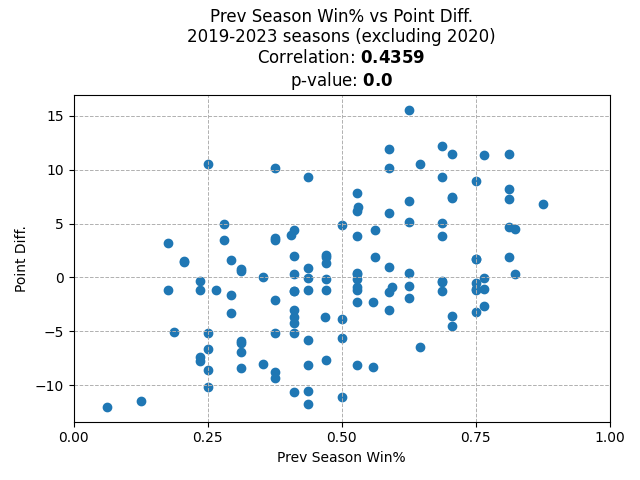 Prev Season Win% vs Point Diff.
2019-2023 seasons (excluding 2020)
Correlation: 0.4359
p-value: 0.0
15
10
5
0
−5
−10
Point Diff.
0.00 0.25 0.50 0.75 1.00
Prev Season Win%